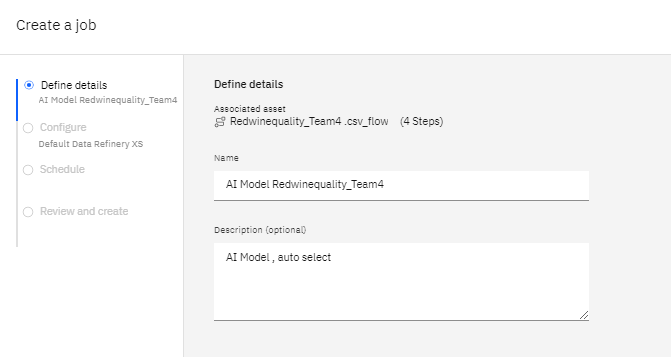 Create a job
Define details
AI Model Redwinequality_Team4
Configure
Default Data Refinery XS
Schedule
Review and create
Define details
Associated asset
Redwinequality_Team4 .csv_flow (4 Steps)
Name
AI Model Redwinequality_Team4
Description (optional)
AI Model , auto select